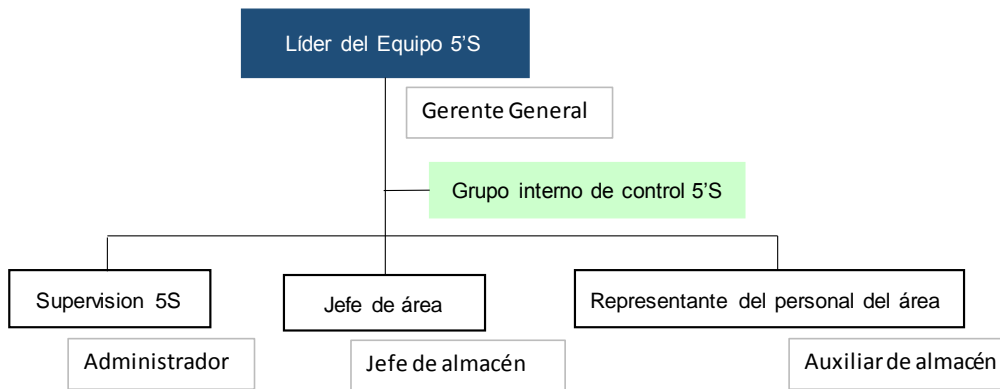 Líder del Equipo 5’S
Gerente General
Grupo interno de control 5’S
Supervision 5S
Jefe de área
Representante del personal del área
Administrador
Jefe de almacén
Auxiliar de almacén